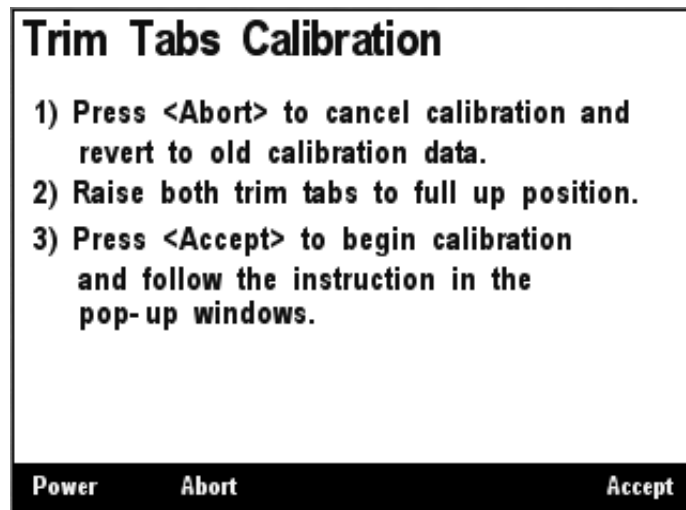 Trim Tabs Calibration
1) Press <Abort> to cancel calibration and
revert to old calibration data.
2) Raise both trim tabs to full up position.
3) Press <Accept> to begin calibration
and follow the instruction in the
pop-up windows.
Power Abort Accept